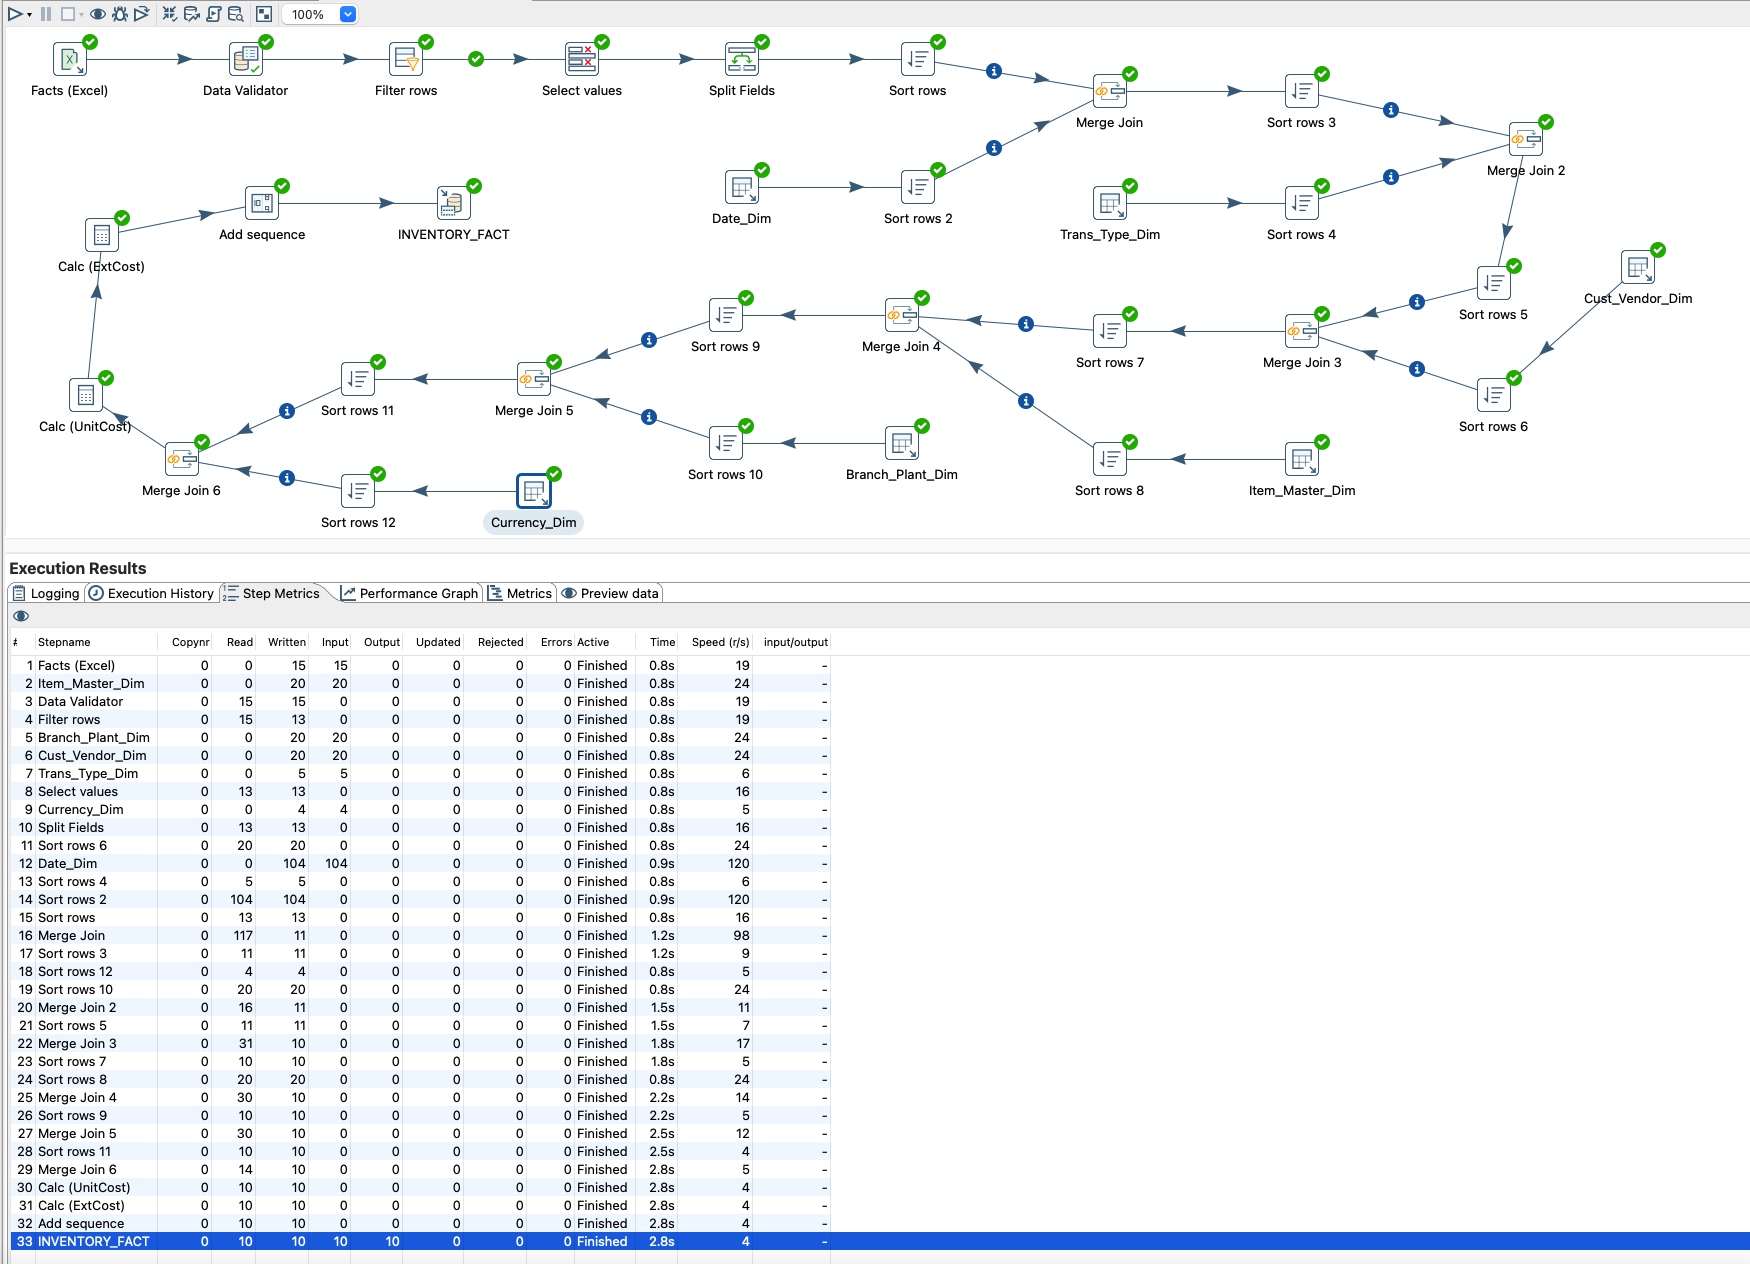 100%
Facts (Excel)
Data Validator
Filter rows
Select values
Split Fields
Sort rows
Merge Join
Sort rows 3
Merge Join 2
Date_Dim
Sort rows 2
Trans_Type_Dim
Sort rows 4
Add sequence
INVENTORY_FACT
Calc (ExtCost)
Cust_Vendor_Dim
Sort rows 5
Sort rows 9
Merge Join 4
Sort rows 7
Merge Join 3
Sort rows 11
Merge Join 5
Calc (UnitCost)
Sort rows 6
Sort rows 10
Branch_Plant_Dim
Merge Join 6
Sort rows 8
Item_Master_Dim
Sort rows 12
Currency_Dim
Execution Results
Logging Execution History Step Metrics Performance Graph Metrics Preview data
# Stepname Copynr Read Written Input Output Updated Rejected Errors Active Time Speed (r/s) input/output
1 Facts (Excel) 0 0 15 15 0 0 0 0 Finished 0.8s 19 -
2 Item_Master_Dim 0 0 20 20 0 0 0 0 Finished 0.8s 24 -
3 Data Validator 0 15 15 0 0 0 0 0 Finished 0.8s 19 -
4 Filter rows 0 15 13 0 0 0 0 0 Finished 0.8s 19 -
5 Branch_Plant_Dim 0 0 20 20 0 0 0 0 Finished 0.8s 24 -
6 Cust_Vendor_Dim 0 0 20 20 0 0 0 0 Finished 0.8s 24 -
7 Trans_Type_Dim 0 0 5 5 0 0 0 0 Finished 0.8s 6 -
8 Select values 0 13 13 0 0 0 0 0 Finished 0.8s 16 -
9 Currency_Dim 0 0 4 4 0 0 0 0 Finished 0.8s 5 -
10 Split Fields 0 13 13 0 0 0 0 0 Finished 0.8s 16 -
11 Sort rows 6 0 20 20 0 0 0 0 0 Finished 0.8s 24 -
12 Date_Dim 0 0 104 104 0 0 0 0 Finished 0.9s 120 -
13 Sort rows 4 0 5 5 0 0 0 0 0 Finished 0.8s 6 -
14 Sort rows 2 0 104 104 0 0 0 0 0 Finished 0.9s 120 -
15 Sort rows 0 13 13 0 0 0 0 0 Finished 0.8s 16 -
16 Merge Join 0 117 11 0 0 0 0 0 Finished 1.2s 98 -
17 Sort rows 3 0 11 11 0 0 0 0 0 Finished 1.2s 9 -
18 Sort rows 12 0 4 4 0 0 0 0 0 Finished 0.8s 5 -
19 Sort rows 10 0 20 20 0 0 0 0 0 Finished 0.8s 24 -
20 Merge Join 2 0 16 11 0 0 0 0 0 Finished 1.5s 11 -
21 Sort rows 5 0 11 11 0 0 0 0 0 Finished 1.5s 7 -
22 Merge Join 3 0 31 10 0 0 0 0 0 Finished 1.8s 17 -
23 Sort rows 7 0 10 10 0 0 0 0 0 Finished 1.8s 5 -
24 Sort rows 8 0 20 20 0 0 0 0 0 Finished 0.8s 24 -
25 Merge Join 4 0 30 10 0 0 0 0 0 Finished 2.2s 14 -
26 Sort rows 9 0 10 10 0 0 0 0 0 Finished 2.2s 5 -
27 Merge Join 5 0 30 10 0 0 0 0 0 Finished 2.5s 12 -
28 Sort rows 11 0 10 10 0 0 0 0 0 Finished 2.5s 4 -
29 Merge Join 6 0 14 10 0 0 0 0 0 Finished 2.8s 5 -
30 Calc (UnitCost) 0 10 10 0 0 0 0 0 Finished 2.8s 4 -
31 Calc (ExtCost) 0 10 10 0 0 0 0 0 Finished 2.8s 4 -
32 Add sequence 0 10 10 0 0 0 0 0 Finished 2.8s 4 -
33 INVENTORY_FACT 0 10 10 10 10 0 0 0 Finished 2.8s 4 -